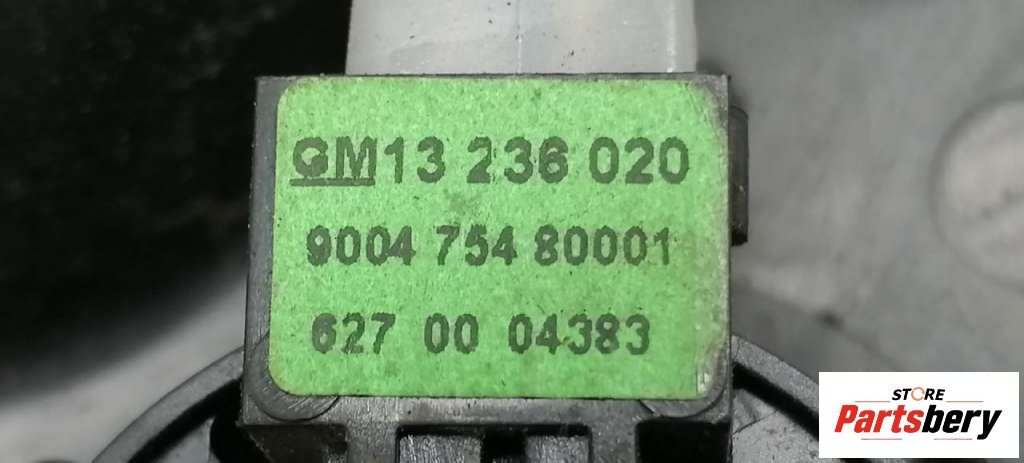 GM13 236 020
9004 754 80001
627 00 04383
STORE
Partsbery